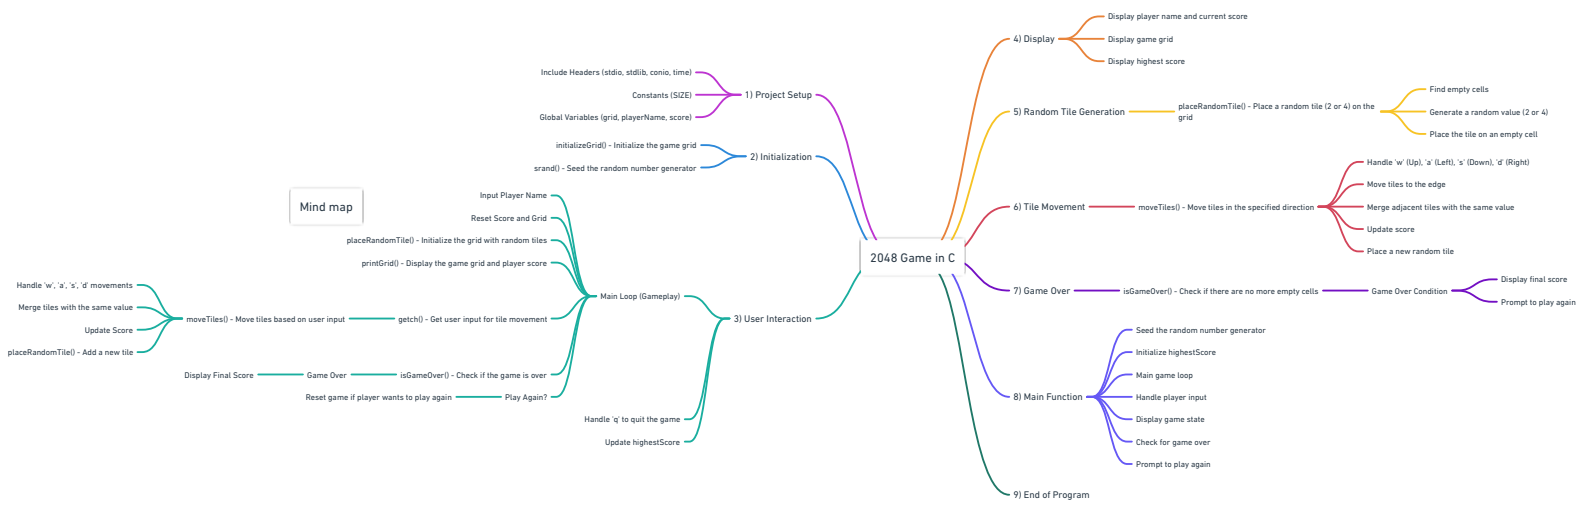 Mind map
2048 Game in C
1) Project Setup
Include Headers (stdio, stdlib, conio, time)
Constants (SIZE)
Global Variables (grid, playerName, score)
2) Initialization
initializeGrid() - Initialize the game grid
srand() - Seed the random number generator
3) User Interaction
Main Loop (Gameplay)
Input Player Name
Reset Score and Grid
placeRandomTile() - Initialize the grid with random tiles
printGrid() - Display the game grid and player score
getch() - Get user input for tile movement
moveTiles() - Move tiles based on user input
Handle 'w', 'a', 's', 'd' movements
Merge tiles with the same value
Update Score
placeRandomTile() - Add a new tile
isGameOver() - Check if the game is over
Game Over
Display Final Score
Play Again?
Reset game if player wants to play again
Handle 'q' to quit the game
Update highestScore
4) Display
Display player name and current score
Display game grid
Display highest score
5) Random Tile Generation
placeRandomTile() - Place a random tile (2 or 4) on the
grid
Find empty cells
Generate a random value (2 or 4)
Place the tile on an empty cell
6) Tile Movement
moveTiles() - Move tiles in the specified direction
Handle 'w' (Up), 'a' (Left), 's' (Down), 'd' (Right)
Move tiles to the edge
Merge adjacent tiles with the same value
Update score
Place a new random tile
7) Game Over
isGameOver() - Check if there are no more empty cells
Game Over Condition
Display final score
Prompt to play again
8) Main Function
Seed the random number generator
Initialize highestScore
Main game loop
Handle player input
Display game state
Check for game over
Prompt to play again
9) End of Program